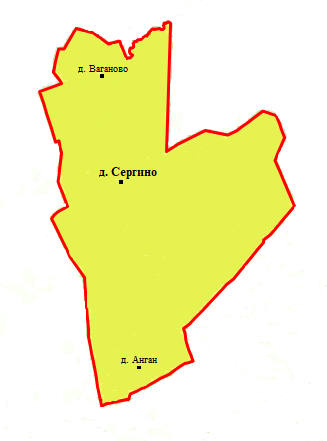 д. Ваганово
д. Сергино
д. Анган